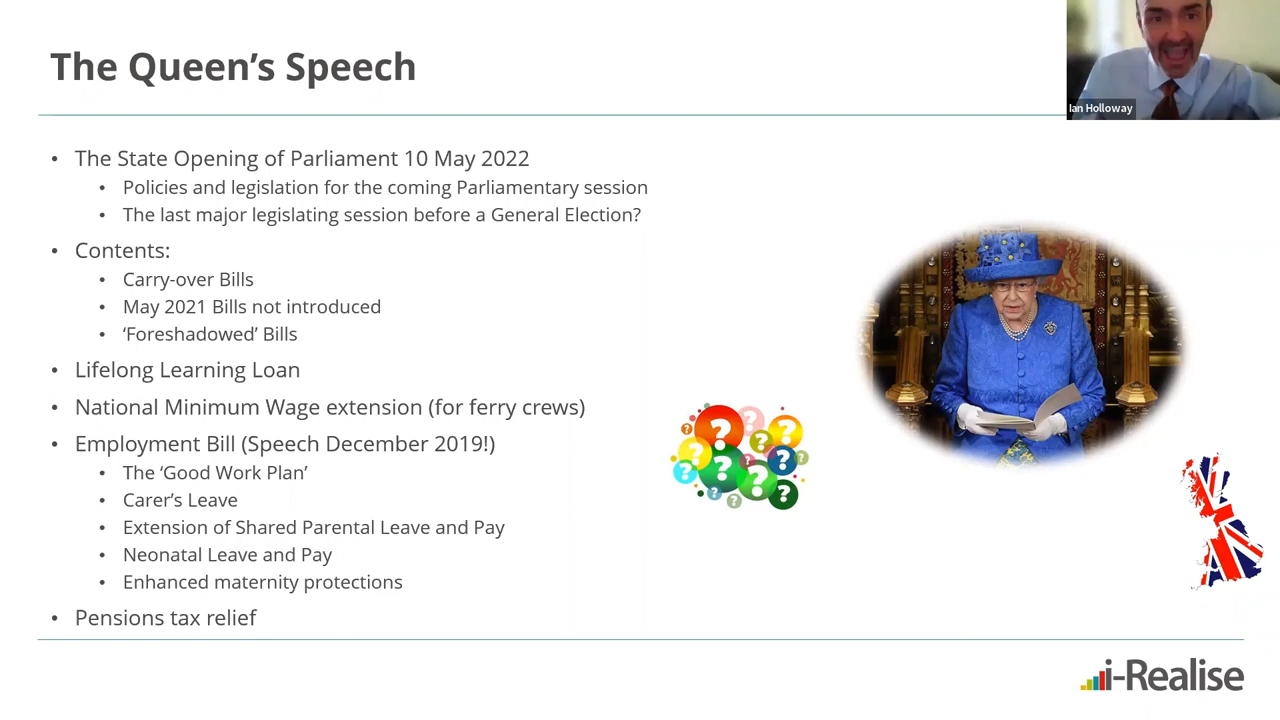 The Queen’s Speech
Ian Holloway
• The State Opening of Parliament 10 May 2022
• Policies and legislation for the coming Parliamentary session
• The last major legislating session before a General Election?
• Contents:
• Carry-over Bills
• May 2021 Bills not introduced
• ‘Foreshadowed’ Bills
• Lifelong Learning Loan
• National Minimum Wage extension (for ferry crews)
• Employment Bill (Speech December 2019!)
• The ‘Good Work Plan’
• Carer’s Leave
• Extension of Shared Parental Leave and Pay
• Neonatal Leave and Pay
• Enhanced maternity protections
• Pensions tax relief
i-Realise